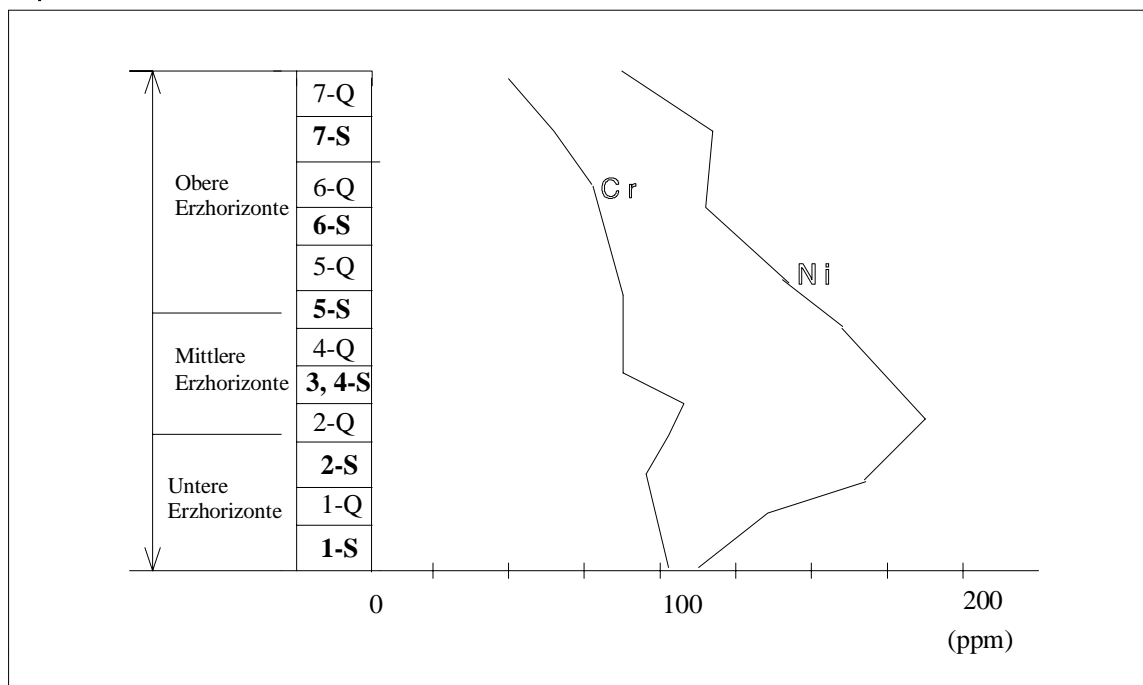 7-Q
7-S
Obere
Erzhorizonte
6-Q
Cr
6-S
5-Q
Ni
5-S
Mittlere
Erzhorizonte
4-Q
3, 4-S
2-Q
2-S
Untere
Erzhorizonte
1-Q
1-S
0
100
200
(ppm)